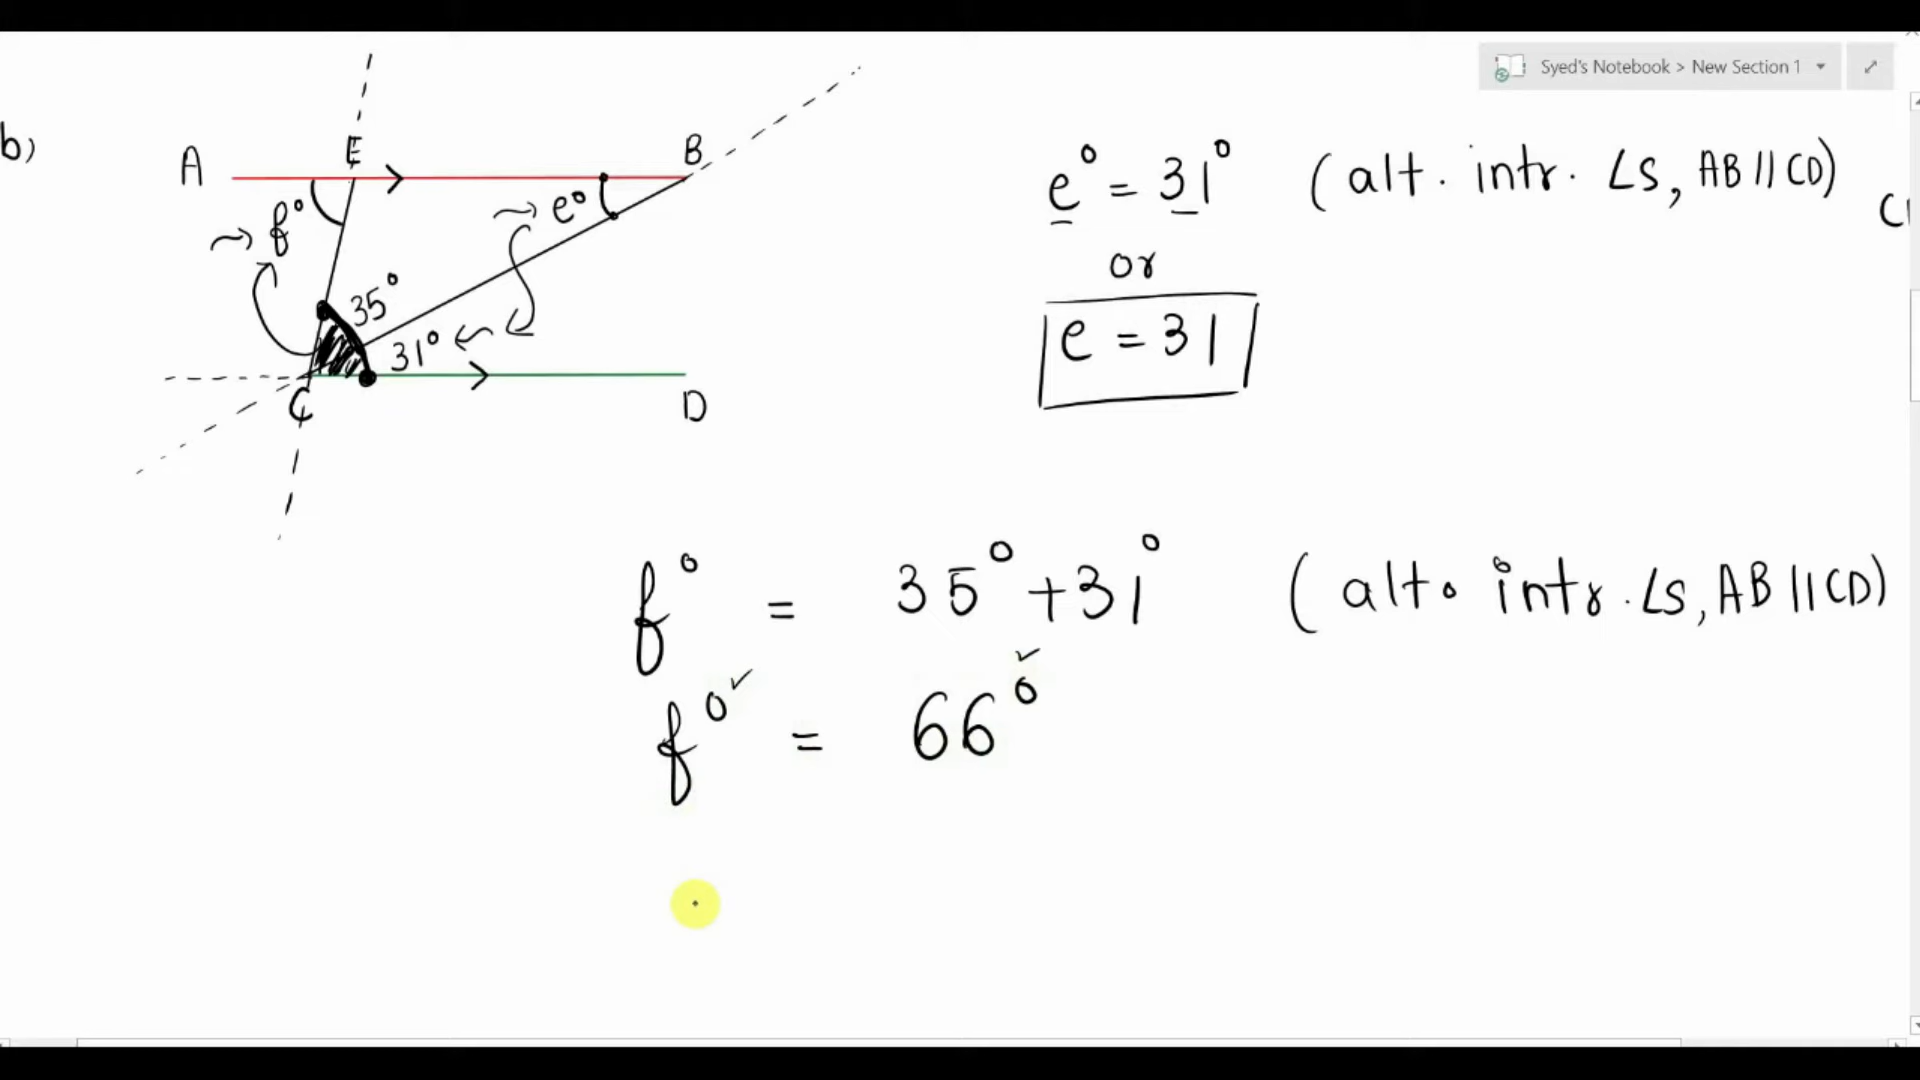 Syed's Notebook > New Section 1
b)
A E B
f° e°
35°
31°
C D
e° = 31° (alt. intr. ∠s, AB || CD)
or
e = 31
f° = 35° + 31° (alt. intr. ∠s, AB || CD)
f° = 66°